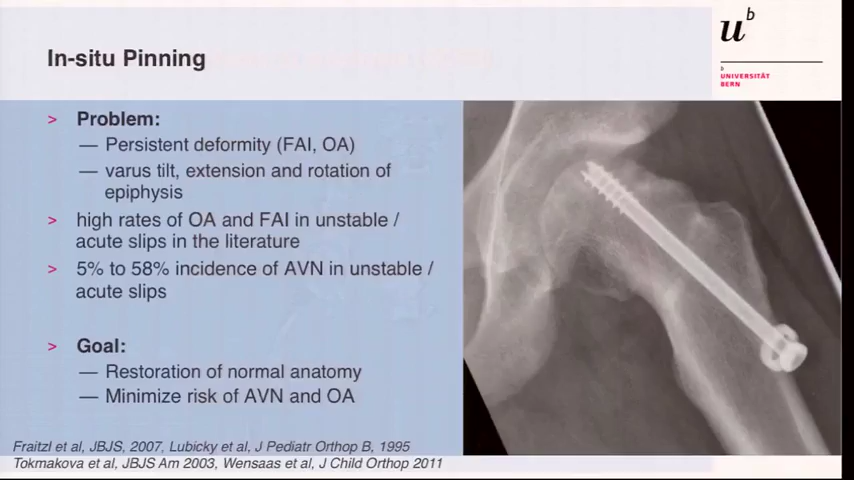 In-situ Pinning
u^b
b
UNIVERSITÄT
BERN
> Problem:
— Persistent deformity (FAI, OA)
— varus tilt, extension and rotation of
epiphysis
> high rates of OA and FAI in unstable /
acute slips in the literature
> 5% to 58% incidence of AVN in unstable /
acute slips
> Goal:
— Restoration of normal anatomy
— Minimize risk of AVN and OA
Fraitzl et al, JBJS, 2007, Lubicky et al, J Pediatr Orthop B, 1995
Tokmakova et al, JBJS Am 2003, Wensaas et al, J Child Orthop 2011